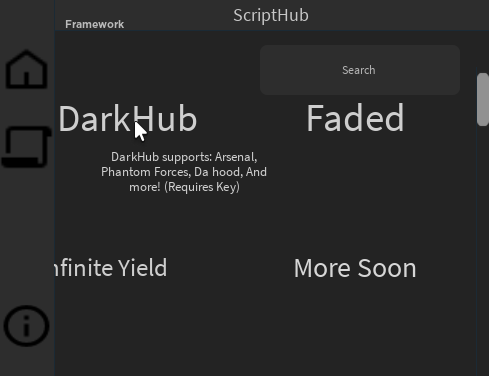 ScriptHub
Framework
Search
DarkHub
Faded
DarkHub supports: Arsenal,
Phantom Forces, Da hood, And
more! (Requires Key)
nfinite Yield
More Soon